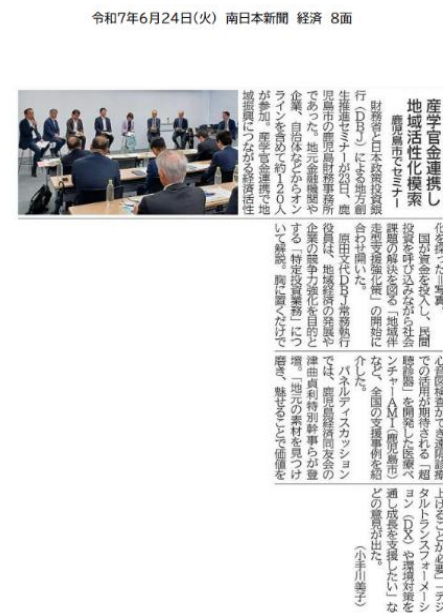 令和7年6月24日(火) 南日本新聞 経済 8面
産学官金連携し
地域活性化模索
鹿児島市でセミナー
財務省と日本政策投資銀
行(DBJ)による地方創
生推進セミナーが23日、鹿
児島市の鹿児島財務事務所
であった。地元金融機関や
企業、自治体などからオン
ラインを含めて約120人
が参加。産学官金連携で地
域振興につながる経済活性
化を探った=写真。
国が資金を投入し、民間
投資を呼び込みながら社会
課題の解決を図る「地域伴
走型支援強化策」の開始に
合わせ開いた。
原田文代DBJ常務執行
役員は、地域経済の発展や
企業の競争力強化を目的と
する「特定投資業務」につ
いて解説。胸に置くだけで
心音図検査ができ遠隔診療
での活用が期待される「超
聴診器」を開発した医療ベ
ンチャーAMI(鹿児島市)
など、全国の支援事例を紹
介した。
パネルディスカッション
では、鹿児島経済同友会の
津曲貞利特別幹事らが登
壇。「地元の素材を見つけ
磨き、魅せることで価値を
上げることが必要」「デジ
タルトランスフォーメーシ
ョン(DX)や環境対策を
通し成長を支援したい」な
どの意見が出た。
(小手川美子)